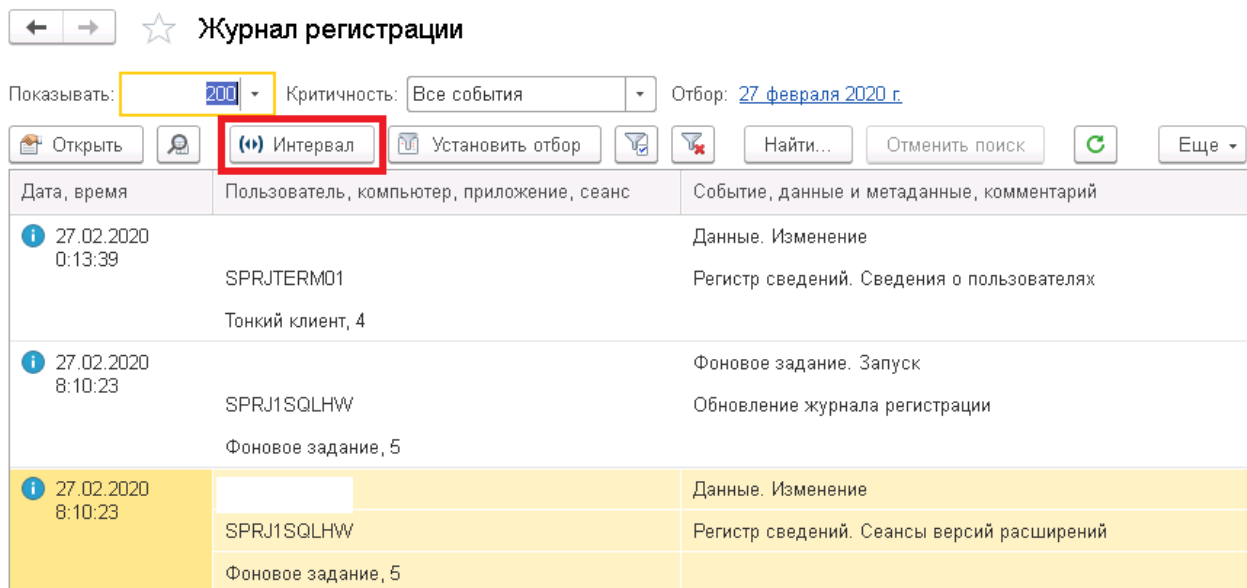 Журнал регистрации
Показывать: 200 Критичность: Все события Отбор: 27 февраля 2020 г.
Открыть Интервал Установить отбор Найти... Отменить поиск Еще
Дата, время Пользователь, компьютер, приложение, сеанс Событие, данные и метаданные, комментарий
27.02.2020 Данные. Изменение
0:13:39
SPRJTERM01 Регистр сведений. Сведения о пользователях
Тонкий клиент, 4
27.02.2020 Фоновое задание. Запуск
8:10:23
SPRJ1SQLHW Обновление журнала регистрации
Фоновое задание, 5
27.02.2020 Данные. Изменение
8:10:23
SPRJ1SQLHW Регистр сведений. Сеансы версий расширений
Фоновое задание, 5